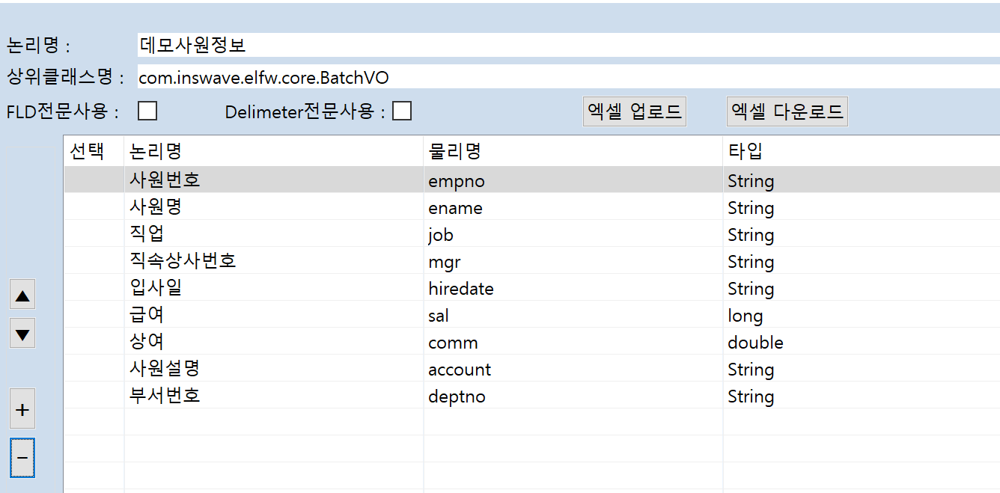 논리명 : 데모사원정보
상위클래스명 : com.inswave.elfw.core.BatchVO
FLD전문사용 : Delimeter전문사용 : 엑셀 업로드 엑셀 다운로드
선택 논리명 물리명 타입
사원번호 empno String
사원명 ename String
직업 job String
직속상사번호 mgr String
입사일 hiredate String
급여 sal long
상여 comm double
사원설명 account String
부서번호 deptno String
▲
▼
+
−